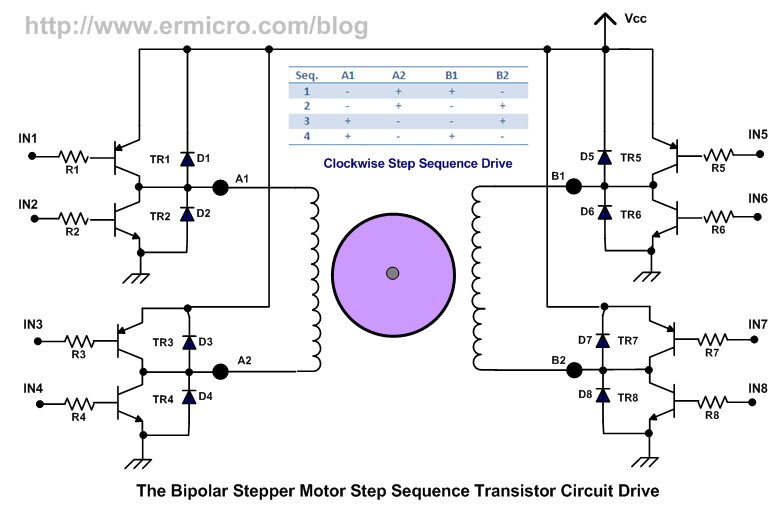 http://www.ermicro.com/blog
Vcc
Seq. A1 A2 B1 B2
1 - + + -
2 - + - +
3 + - - +
4 + - + -
Clockwise Step Sequence Drive
IN1
R1
TR1
D1
A1
IN2
R2
TR2
D2
B1
D5
TR5
R5
IN5
D6
TR6
R6
IN6
IN3
R3
TR3
D3
A2
IN4
R4
TR4
D4
B2
D7
TR7
R7
IN7
D8
TR8
R8
IN8
The Bipolar Stepper Motor Step Sequence Transistor Circuit Drive